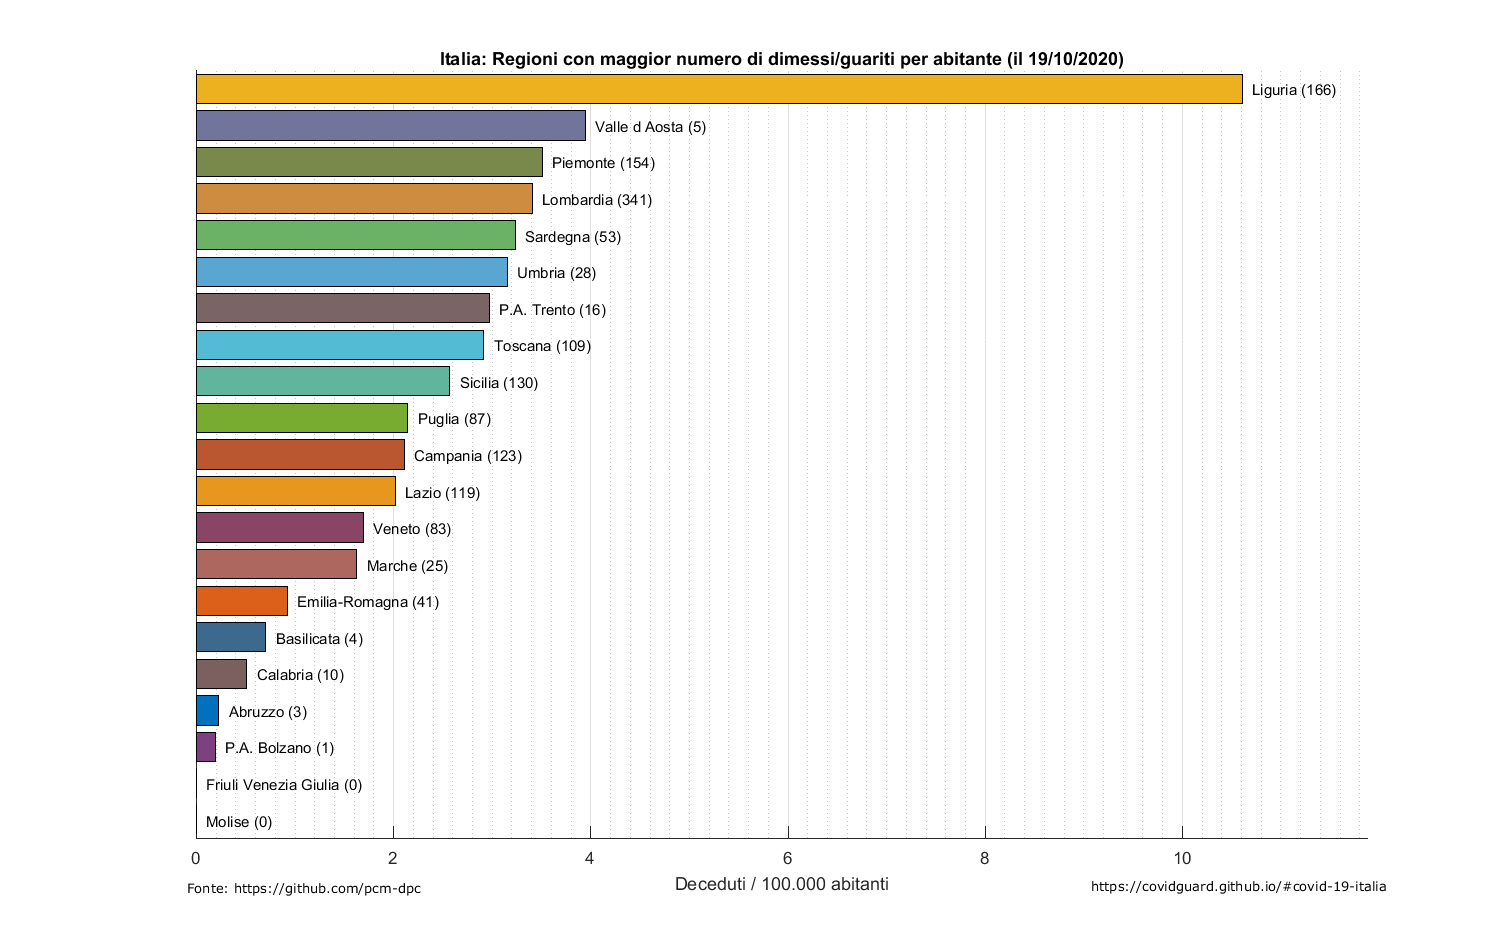 Italia: Regioni con maggior numero di dimessi/guariti per abitante (il 19/10/2020)
Liguria (166)
Valle d Aosta (5)
Piemonte (154)
Lombardia (341)
Sardegna (53)
Umbria (28)
P.A. Trento (16)
Toscana (109)
Sicilia (130)
Puglia (87)
Campania (123)
Lazio (119)
Veneto (83)
Marche (25)
Emilia-Romagna (41)
Basilicata (4)
Calabria (10)
Abruzzo (3)
P.A. Bolzano (1)
Friuli Venezia Giulia (0)
Molise (0)
0 2 4 6 8 10
Deceduti / 100.000 abitanti
Fonte: https://github.com/pcm-dpc
https://covidguard.github.io/#covid-19-italia